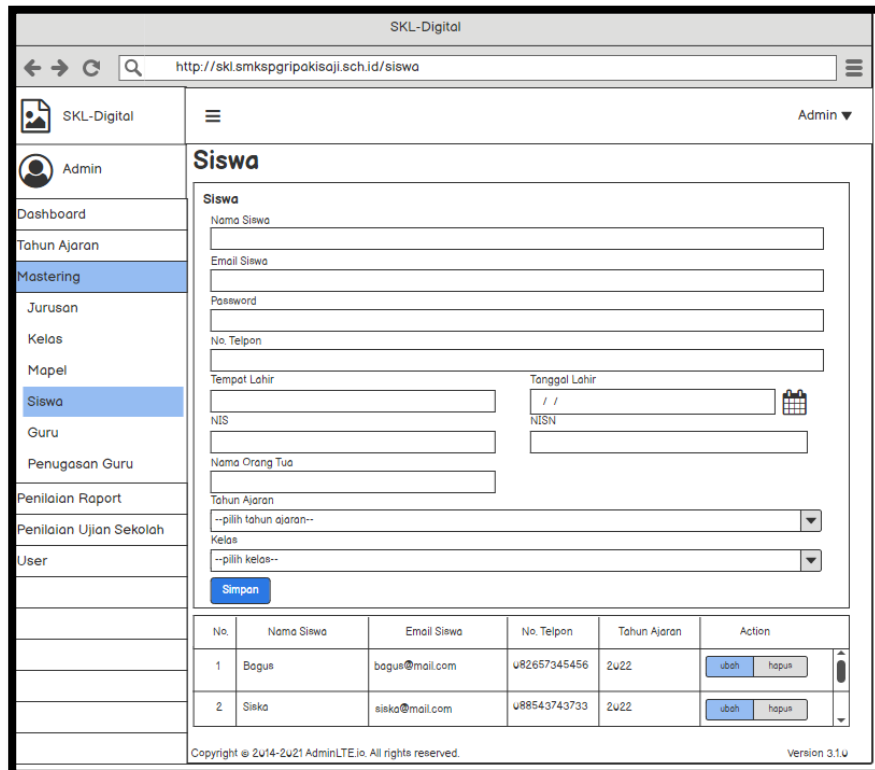 SKL-Digital
http://skl.smkspgripakisaji.sch.id/siswa
SKL-Digital
Admin
Admin
Dashboard
Tahun Ajaran
Mastering
Jurusan
Kelas
Mapel
Siswa
Guru
Penugasan Guru
Penilaian Raport
Penilaian Ujian Sekolah
User
Siswa
Siswa
Nama Siswa
Email Siswa
Password
No. Telpon
Tempat Lahir Tanggal Lahir
/ /
NIS NISN
Nama Orang Tua
Tahun Ajaran
--pilih tahun ajaran--
Kelas
--pilih kelas--
Simpan
No. Nama Siswa Email Siswa No. Telpon Tahun Ajaran Action
1 Bagus bagus@mail.com 082657345456 2022 ubah hapus
2 Siska siska@mail.com 088543743733 2022 ubah hapus
Copyright © 2014-2021 AdminLTE.io. All rights reserved. Version 3.1.0